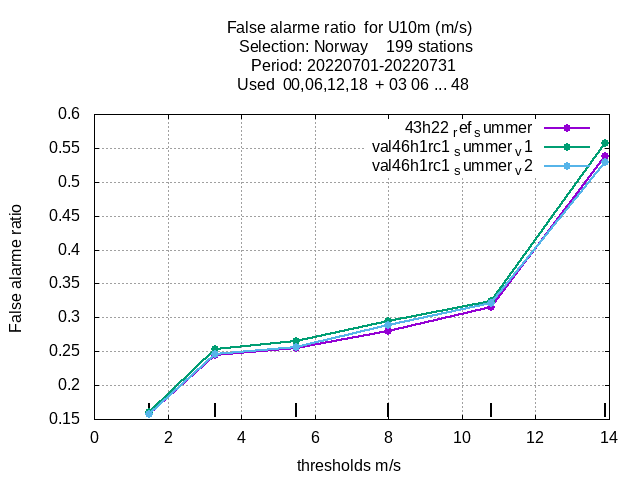 False alarme ratio  for U10m (m/s)
Selection: Norway    199 stations
Period: 20220701-20220731
Used  00,06,12,18  + 03 06 ... 48
0.6
0.55
0.5
0.45
0.4
0.35
0.3
0.25
0.2
0.15
False alarme ratio
43h22 ref summer
val46h1rc1 summer v1
val46h1rc1 summer v2
0 2 4 6 8 10 12 14
thresholds m/s